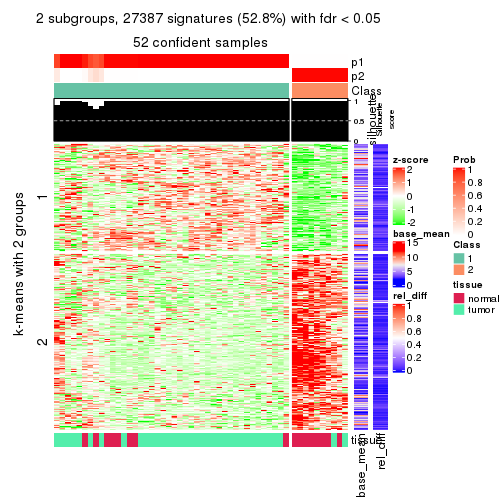 2 subgroups, 27387 signatures (52.8%) with fdr < 0.05
52 confident samples
p1
p2
Class
1
0.5
0
silhouette
Silhouette
score
k-means with 2 groups
1
2
z-score
2
1
0
-1
-2
base_mean
15
10
5
0
rel_diff
1
0.8
0.6
0.4
0.2
0
Prob
1
0.8
0.6
0.4
0.2
0
Class
1
2
tissue
normal
tumor
tissue
base_mean
rel_diff